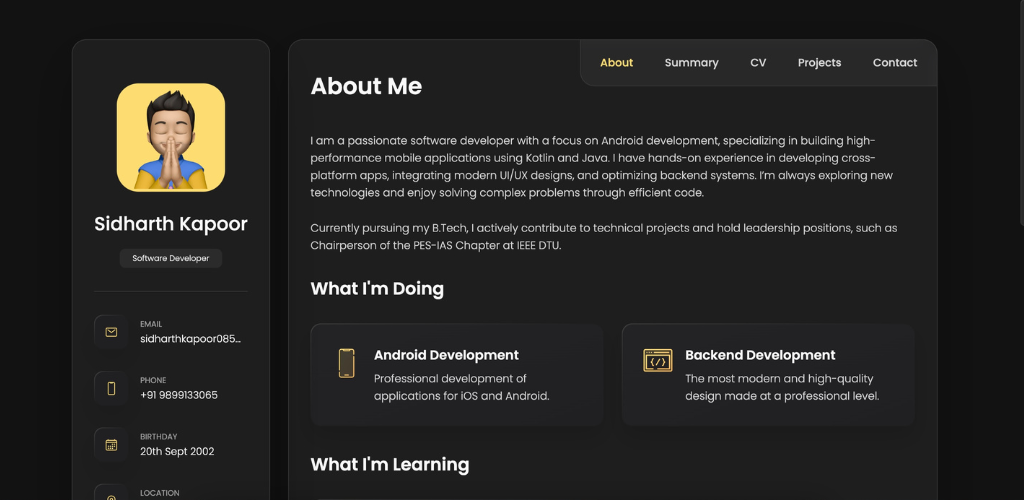 About
Summary
CV
Projects
Contact
About Me
I am a passionate software developer with a focus on Android development, specializing in building high-
performance mobile applications using Kotlin and Java. I have hands-on experience in developing cross-
platform apps, integrating modern UI/UX designs, and optimizing backend systems. I'm always exploring new
technologies and enjoy solving complex problems through efficient code.
Currently pursuing my B.Tech, I actively contribute to technical projects and hold leadership positions, such as
Chairperson of the PES-IAS Chapter at IEEE DTU.
Sidharth Kapoor
Software Developer
EMAIL
sidharthkapoor085...
PHONE
+91 9899133065
BIRTHDAY
20th Sept 2002
LOCATION
What I'm Doing
Android Development
Professional development of
applications for iOS and Android.
Backend Development
The most modern and high-quality
design made at a professional level.
What I'm Learning